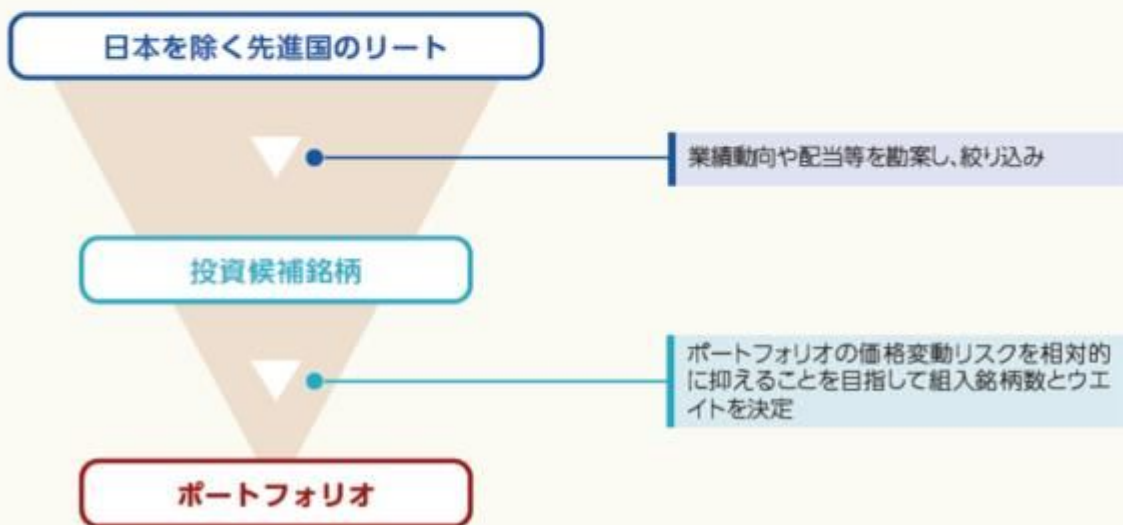 日本を除く先進国のリート
業績動向や配当等を勘案し、絞り込み
投資候補銘柄
ポートフォリオの価格変動リスクを相対的
に抑えることを目指して組入銘柄数とウエ
イトを決定
ポートフォリオ